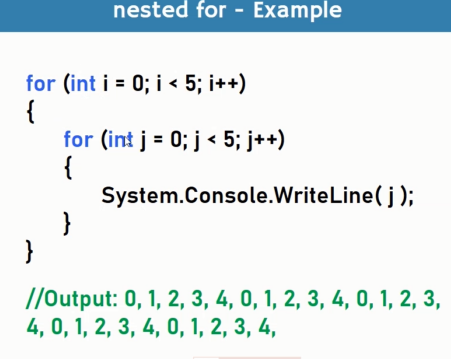 nested for - Example
for (int i = 0; i < 5; i++)
{
for (int j = 0; j < 5; j++)
{
System.Console.WriteLine( j );
}
}
//Output: 0, 1, 2, 3, 4, 0, 1, 2, 3, 4, 0, 1, 2, 3,
4, 0, 1, 2, 3, 4, 0, 1, 2, 3, 4,